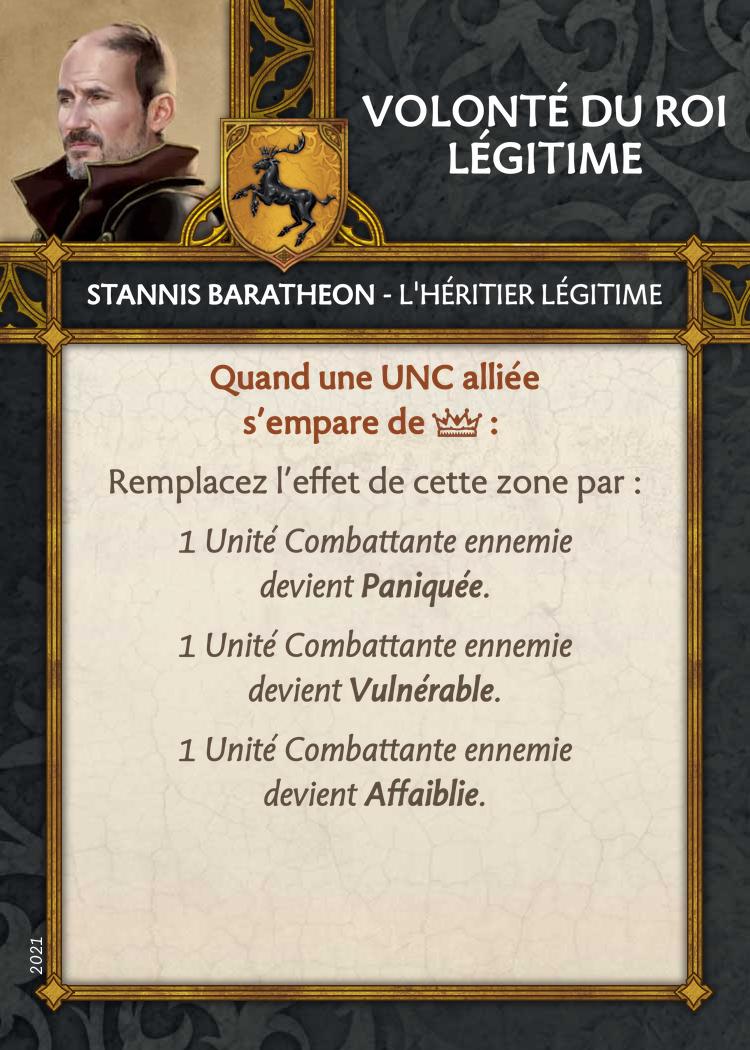 VOLONTÉ DU ROI
LÉGITIME
STANNIS BARATHEON - L'HÉRITIER LÉGITIME
Quand une UNC alliée
s’empare de :
Remplacez l’effet de cette zone par :
1 Unité Combattante ennemie
devient Paniquée.
1 Unité Combattante ennemie
devient Vulnérable.
1 Unité Combattante ennemie
devient Affaiblie.
2021